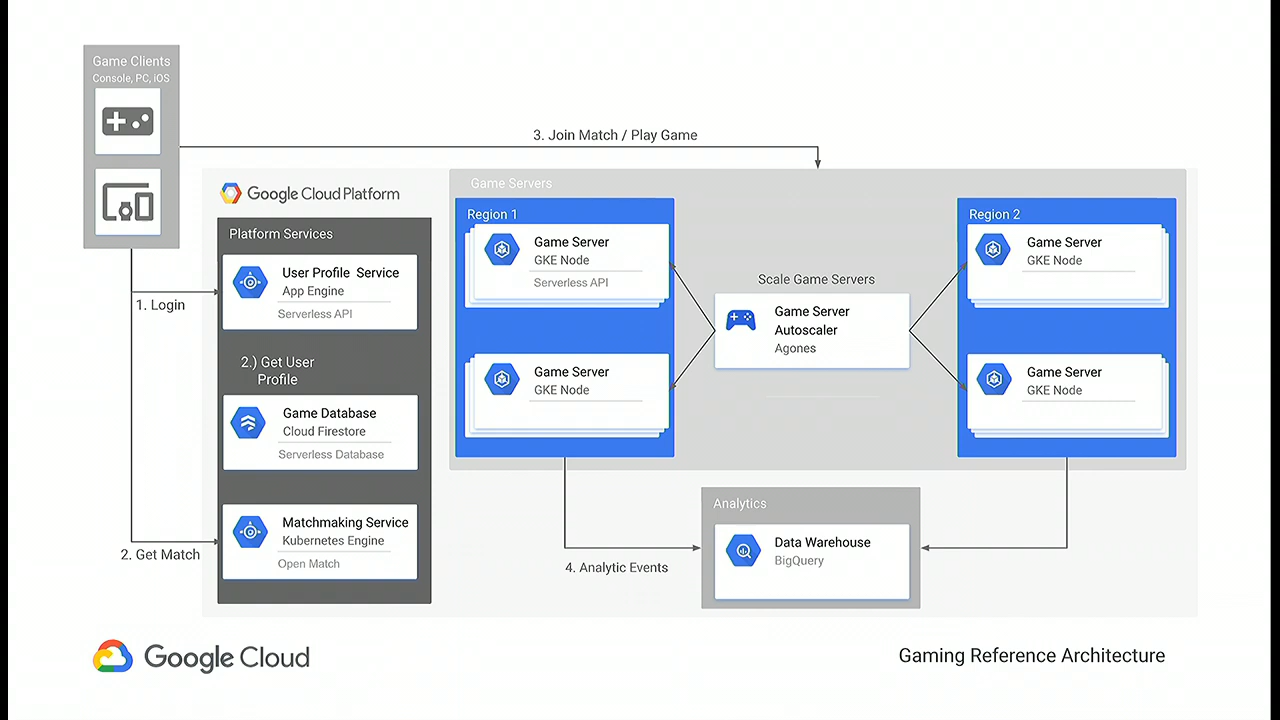 Game Clients
Console, PC, iOS
3. Join Match / Play Game
Google Cloud Platform
Platform Services
User Profile Service
App Engine
Serverless API
1. Login
2.) Get User
Profile
Game Database
Cloud Firestore
Serverless Database
Matchmaking Service
Kubernetes Engine
Open Match
2. Get Match
Game Servers
Region 1
Game Server
GKE Node
Serverless API
Game Server
GKE Node
Scale Game Servers
Game Server
Autoscaler
Agones
Region 2
Game Server
GKE Node
Game Server
GKE Node
Analytics
Data Warehouse
BigQuery
4. Analytic Events
Google Cloud
Gaming Reference Architecture